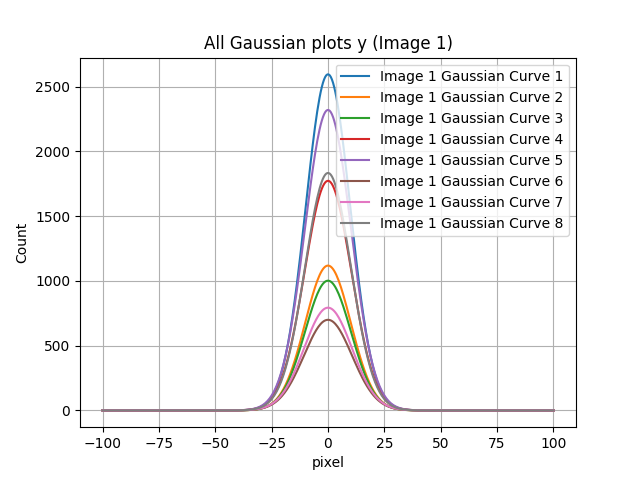 All Gaussian plots y (Image 1)
Image 1 Gaussian Curve 1
Image 1 Gaussian Curve 2
Image 1 Gaussian Curve 3
Image 1 Gaussian Curve 4
Image 1 Gaussian Curve 5
Image 1 Gaussian Curve 6
Image 1 Gaussian Curve 7
Image 1 Gaussian Curve 8
Count
2500
2000
1500
1000
500
0
−100 −75 −50 −25 0 25 50 75 100
pixel